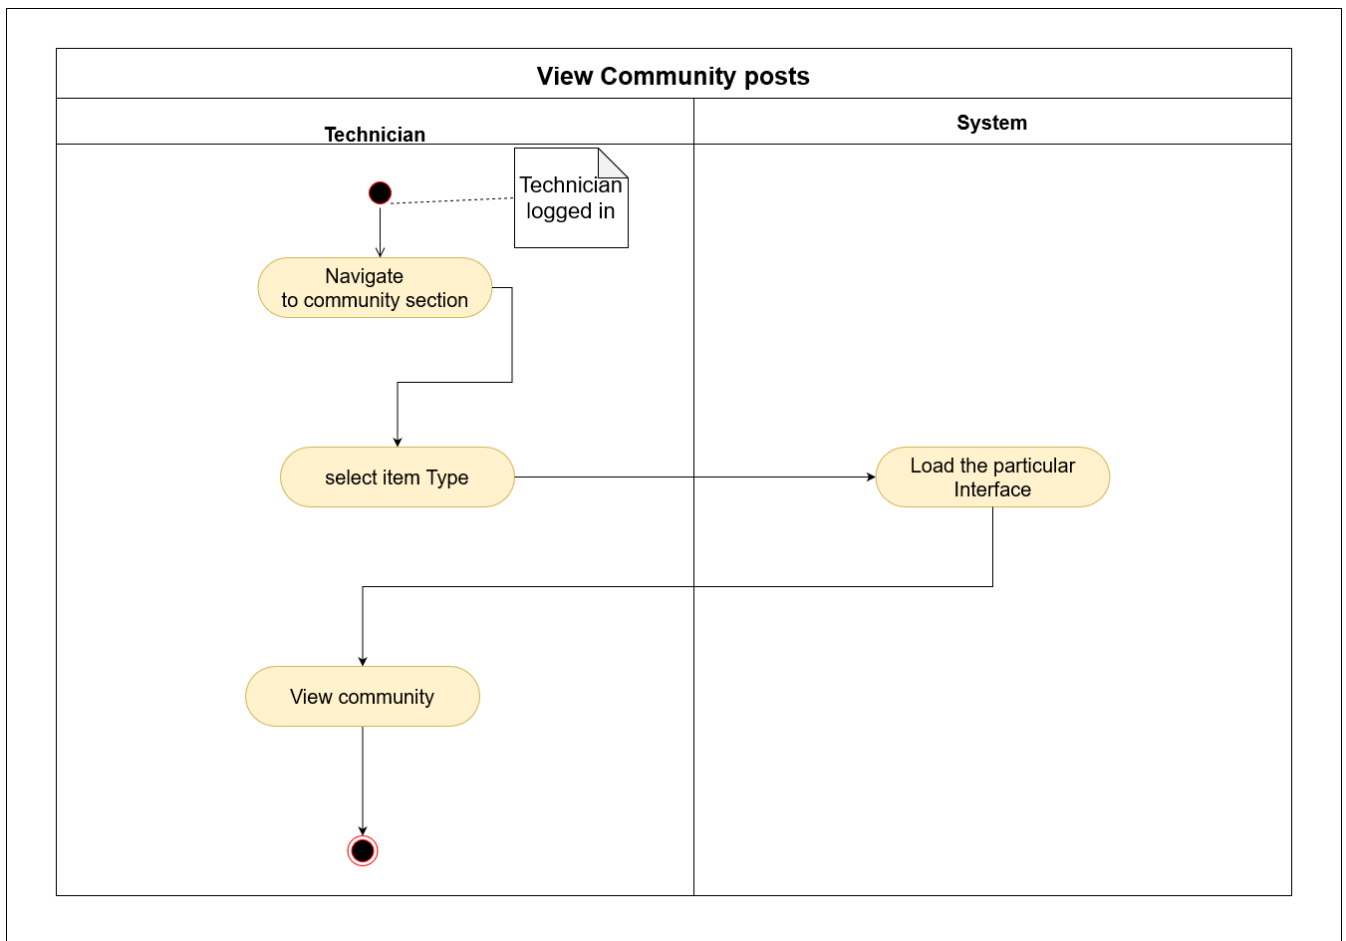 View Community posts
Technician
System
Technician
logged in
Navigate
to community section
select item Type
Load the particular
Interface
View community